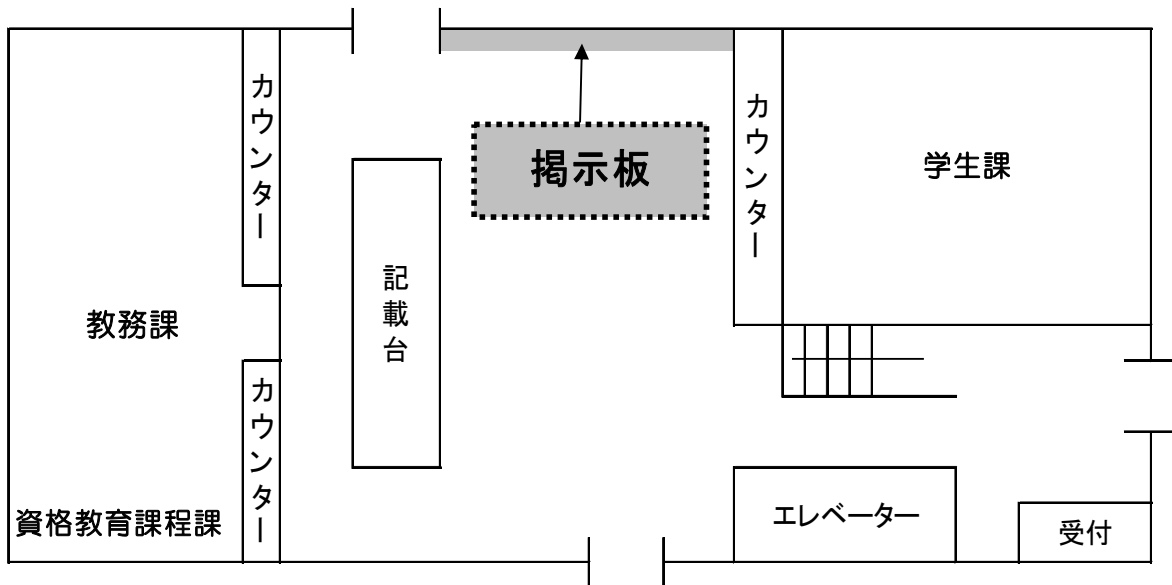 カウンター
掲示板
カウンター
学生課
記載台
教務課
カウンター
資格教育課程課
エレベーター
受付